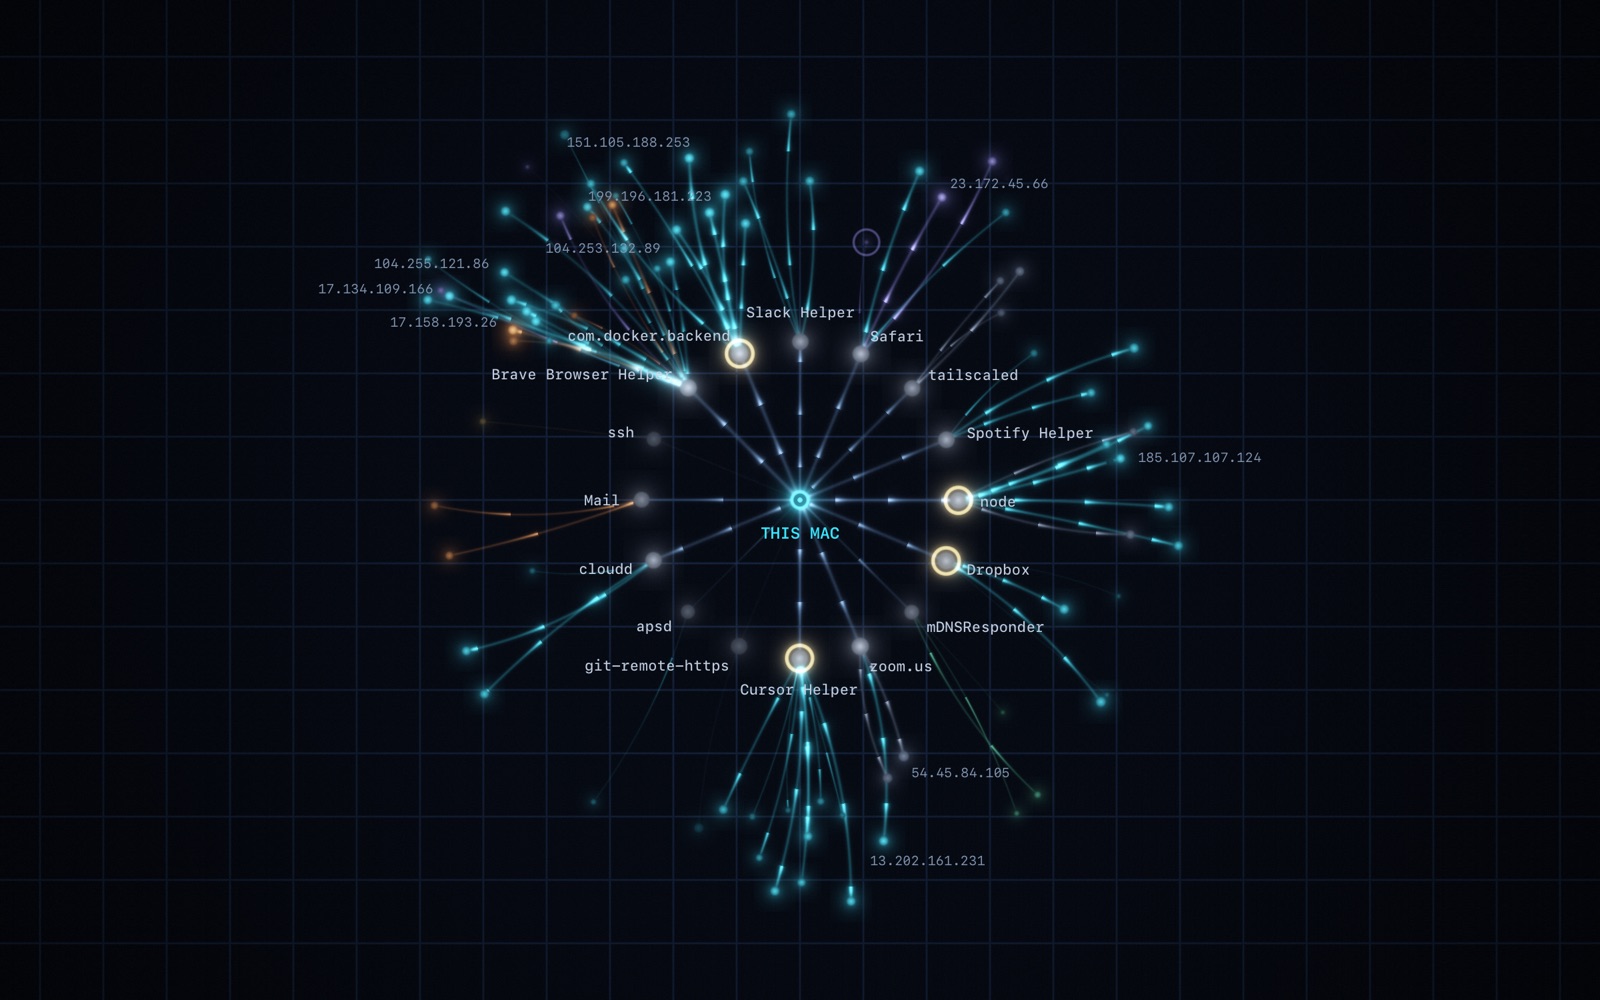 151.105.188.253
23.172.45.66
199.196.181.223
104.253.132.89
104.255.121.86
17.134.109.166
Slack Helper
17.158.193.26
com.docker.backend
Safari
Brave Browser Helper
tailscaled
ssh
Spotify Helper
185.107.107.124
Mail
node
THIS MAC
cloudd
Dropbox
apsd
mDNSResponder
git-remote-https
zoom.us
Cursor Helper
54.45.84.105
13.202.161.231